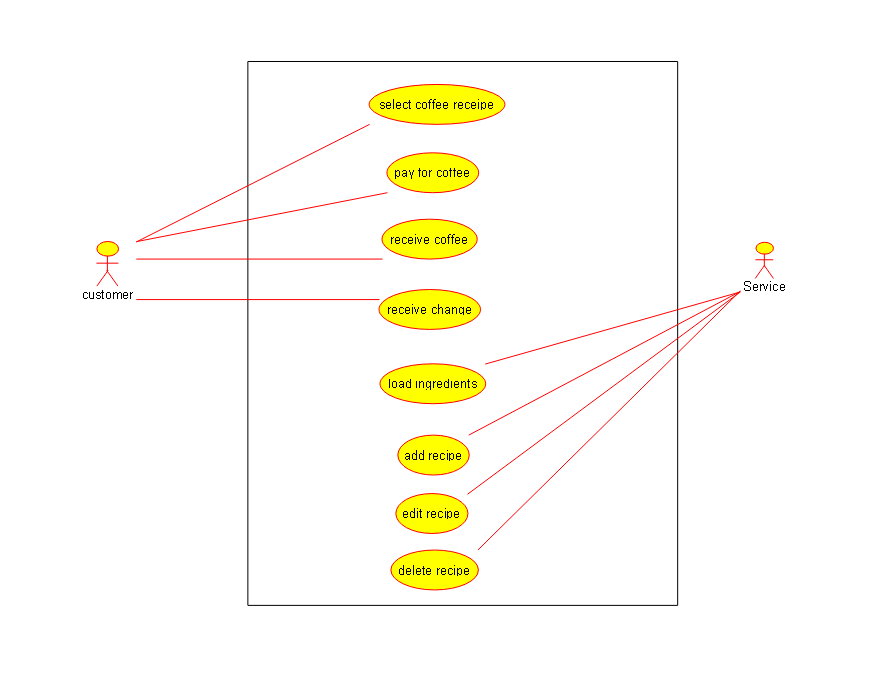 select coffee receipe
pay for coffee
receive coffee
customer
receive change
Service
load ingredients
add recipe
edit recipe
delete recipe